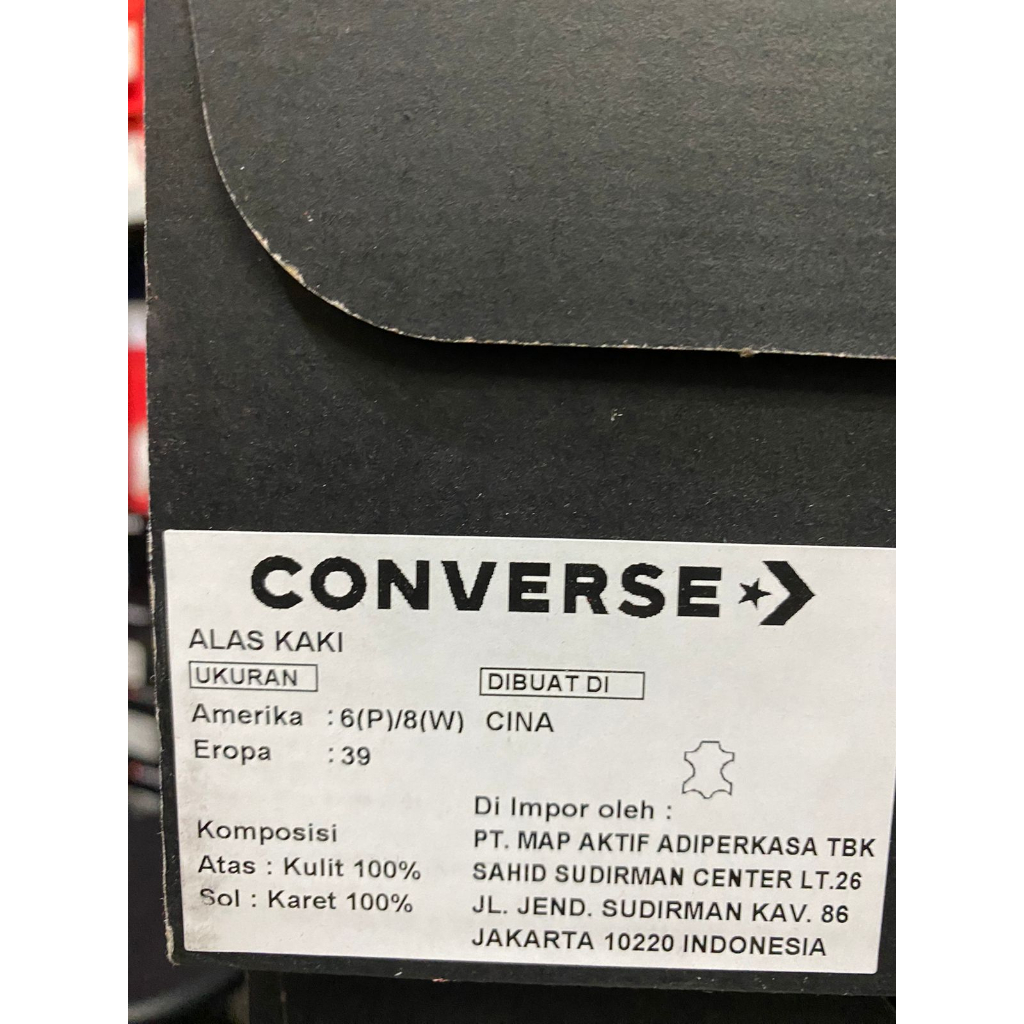 CONVERSE
ALAS KAKI
UKURAN
Amerika : 6(P)/8(W)
Eropa : 39
DIBUAT DI
CINA
Komposisi
Atas : Kulit 100%
Sol : Karet 100%
Di Impor oleh :
PT. MAP AKTIF ADIPERKASA TBK
SAHID SUDIRMAN CENTER LT.26
JL. JEND. SUDIRMAN KAV. 86
JAKARTA 10220 INDONESIA